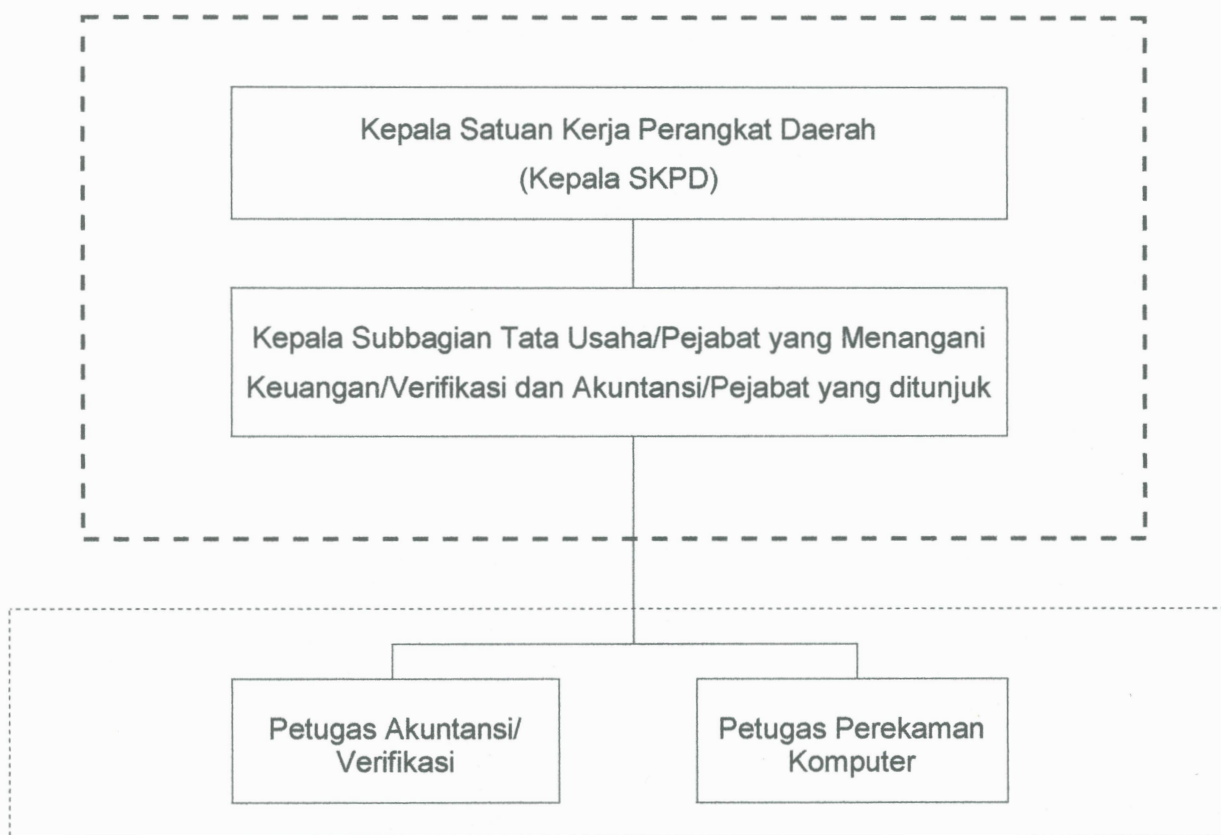 Kepala Satuan Kerja Perangkat Daerah
(Kepala SKPD)
Kepala Subbagian Tata Usaha/Pejabat yang Menangani
Keuangan/Verifikasi dan Akuntansi/Pejabat yang ditunjuk
Petugas Akuntansi/
Verifikasi
Petugas Perekaman
Komputer